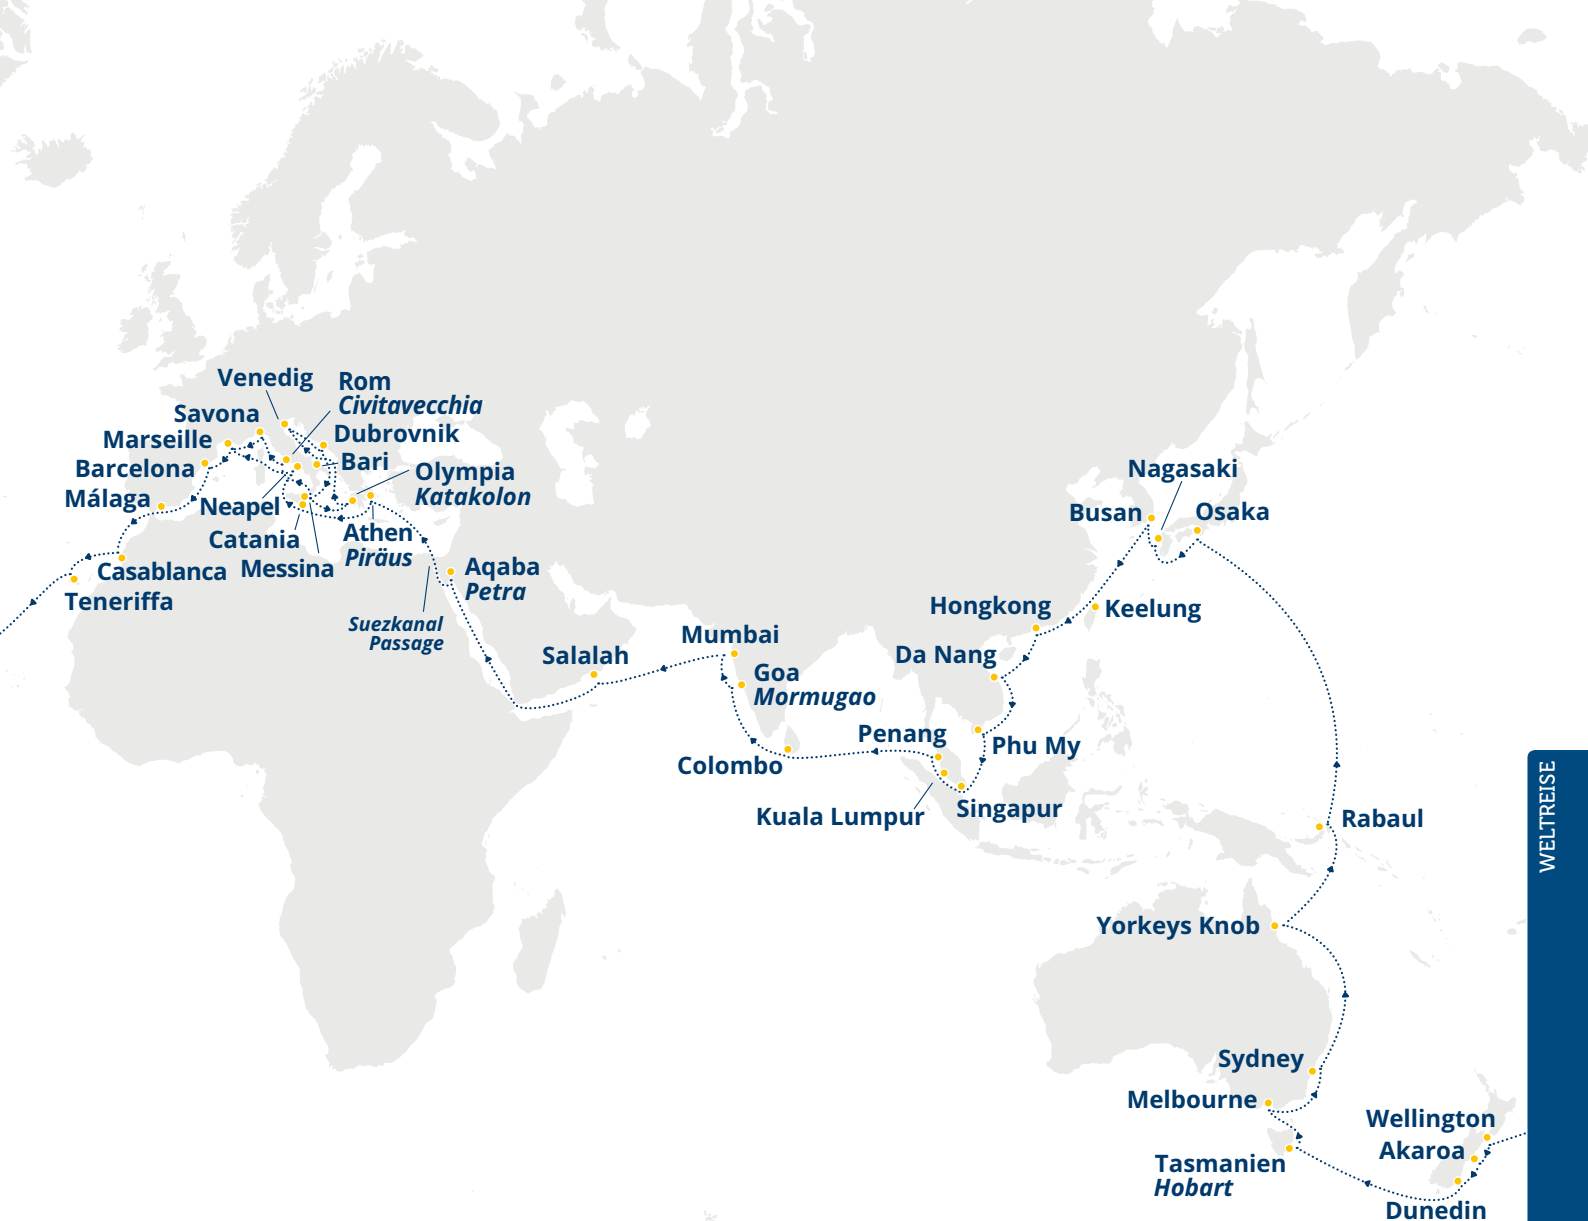 Venedig
Rom
Civitavecchia
Savona
Dubrovnik
Marseille
Bari
Barcelona
Olympia
Katakolon
Málaga
Neapel
Catania
Athen
Piräus
Messina
Casablanca
Teneriffa
Aqaba
Petra
Suezkanal
Passage
Salalah
Mumbai
Goa
Mormugao
Colombo
Penang
Kuala Lumpur
Singapur
Phu My
Da Nang
Hongkong
Keelung
Busan
Nagasaki
Osaka
Rabaul
WELTREISE
Yorkeys Knob
Sydney
Melbourne
Tasmanien
Hobart
Wellington
Akaroa
Dunedin